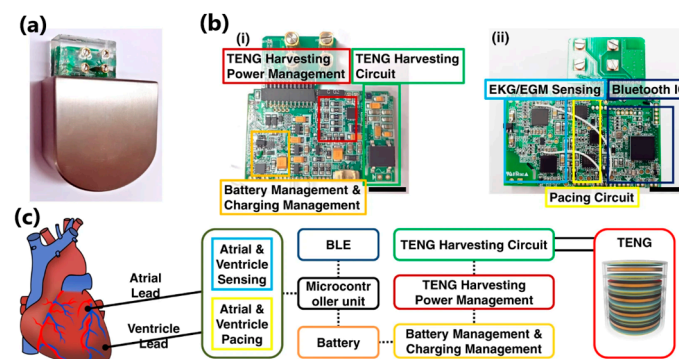 (a)
(b)
(i)
TENG Harvesting
Power Management
TENG Harvesting
Circuit
Battery Management &
Charging Management
(ii)
EKG/EGM Sensing
Bluetooth I
Pacing Circuit
(c)
Atrial
Lead
Ventricle
Lead
Atrial &
Ventricle
Sensing
Atrial &
Ventricle
Pacing
BLE
Microcontr
oller unit
Battery
TENG Harvesting Circuit
TENG Harvesting
Power Management
Battery Management &
Charging Management
TENG